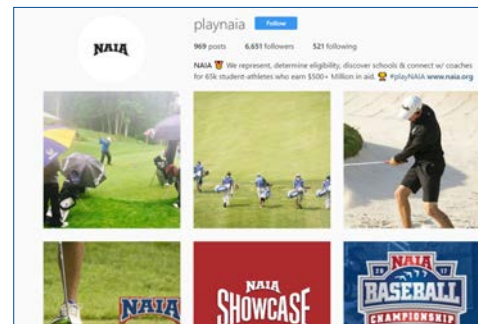 playnaia Follow
969 posts 6,651 followers 521 following
NAIA
NAIA 🏅 We represent, determine eligibility, discover schools & connect w/ coaches
for 65k student-athletes who earn $500+ Million in aid. 🏆 #playNAIA www.naia.org
NAIA
NAIA
SHOWCASE
NAIA
2017
BASEBALL
CHAMPIONSHIP